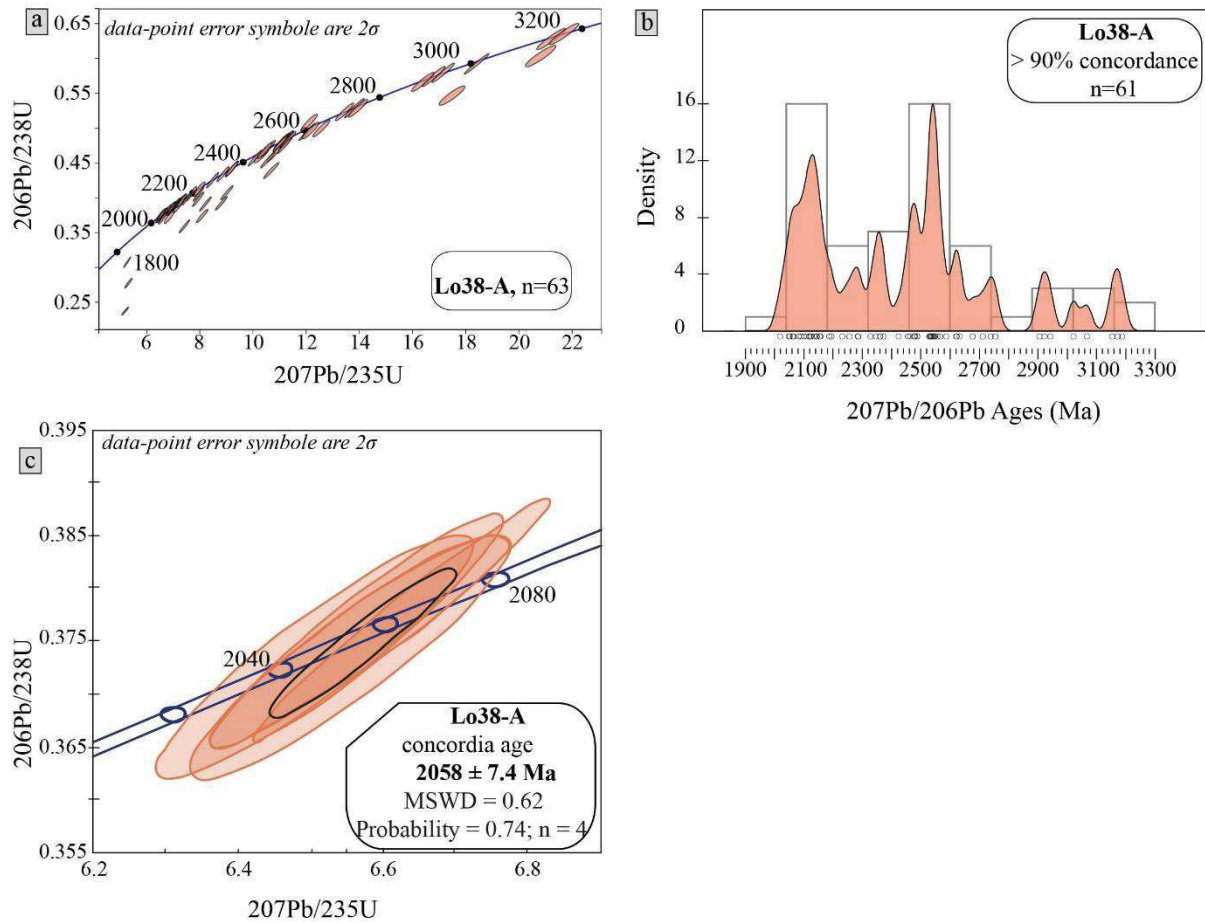 a
data-point error symbole are 2σ
0.65
0.55
0.45
0.35
0.25
206Pb/238U
3200
3000
2800
2600
2400
2200
2000
1800
Lo38-A, n=63
6 8 10 12 14 16 18 20 22
207Pb/235U
b
Lo38-A
> 90% concordance
n=61
16
12
8
4
0
Density
1900 2100 2300 2500 2700 2900 3100 3300
207Pb/206Pb Ages (Ma)
c
data-point error symbole are 2σ
0.395
0.385
0.375
0.365
0.355
206Pb/238U
2080
2040
Lo38-A
concordia age
2058 ± 7.4 Ma
MSWD = 0.62
Probability = 0.74; n = 4
6.2 6.4 6.6 6.8
207Pb/235U